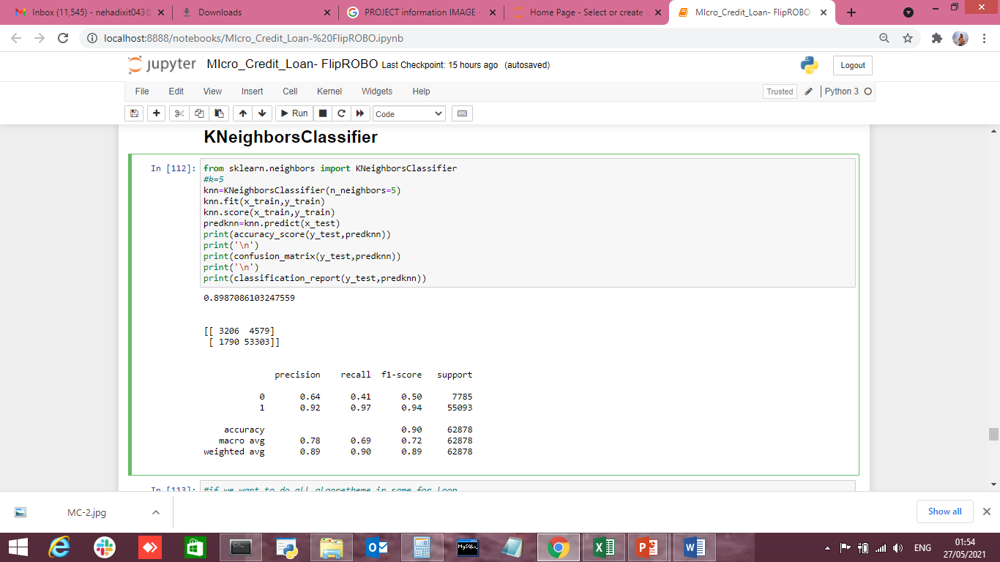 Inbox (11,545) - nehadixit043@
Downloads
PROJECT information IMAGE -
Home Page - Select or create a
MIcro_Credit_Loan- FlipROBO
localhost:8888/notebooks/MIcro_Credit_Loan-%20FlipROBO.ipynb
jupyter MIcro_Credit_Loan- FlipROBO Last Checkpoint: 15 hours ago (autosaved)
Logout
File Edit View Insert Cell Kernel Widgets Help
Trusted Python 3
Run
Code
KNeighborsClassifier
In [112]:
from sklearn.neighbors import KNeighborsClassifier
#k=5
knn=KNeighborsClassifier(n_neighbors=5)
knn.fit(x_train,y_train)
knn.score(x_train,y_train)
predknn=knn.predict(x_test)
print(accuracy_score(y_test,predknn))
print('\n')
print(confusion_matrix(y_test,predknn))
print('\n')
print(classification_report(y_test,predknn))
0.8987086103247559
[[ 3206 4579]
[ 1790 53303]]
precision recall f1-score support
0 0.64 0.41 0.50 7785
1 0.92 0.97 0.94 55093
accuracy 0.90 62878
macro avg 0.78 0.69 0.72 62878
weighted avg 0.89 0.90 0.89 62878
In [113]: #if we want to do all algoretheme in same for loop
MC-2.jpg
Show all
C:\
MySQL
ENG
01:54
27/05/2021